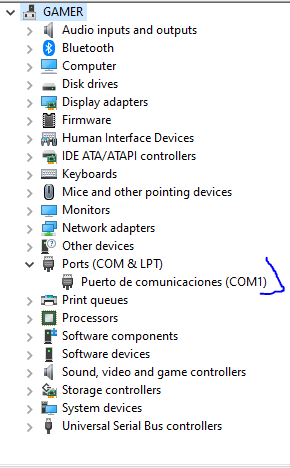 GAMER
Audio inputs and outputs
Bluetooth
Computer
Disk drives
Display adapters
Firmware
Human Interface Devices
IDE ATA/ATAPI controllers
Keyboards
Mice and other pointing devices
Monitors
Network adapters
Other devices
Ports (COM & LPT)
Puerto de comunicaciones (COM1)
Print queues
Processors
Software components
Software devices
Sound, video and game controllers
Storage controllers
System devices
Universal Serial Bus controllers